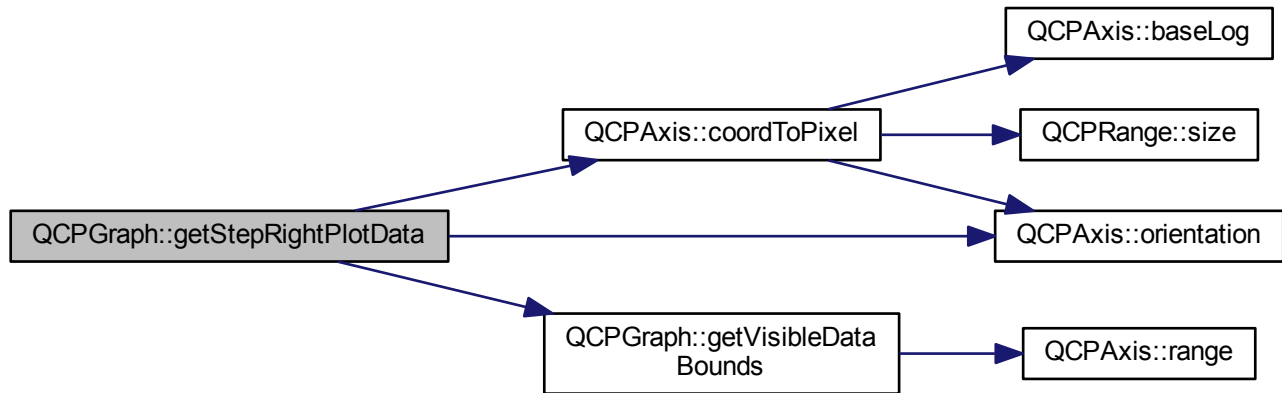 QCPGraph::getStepRightPlotData
QCPAxis::coordToPixel
QCPGraph::getVisibleData
Bounds
QCPAxis::baseLog
QCPRange::size
QCPAxis::orientation
QCPAxis::range